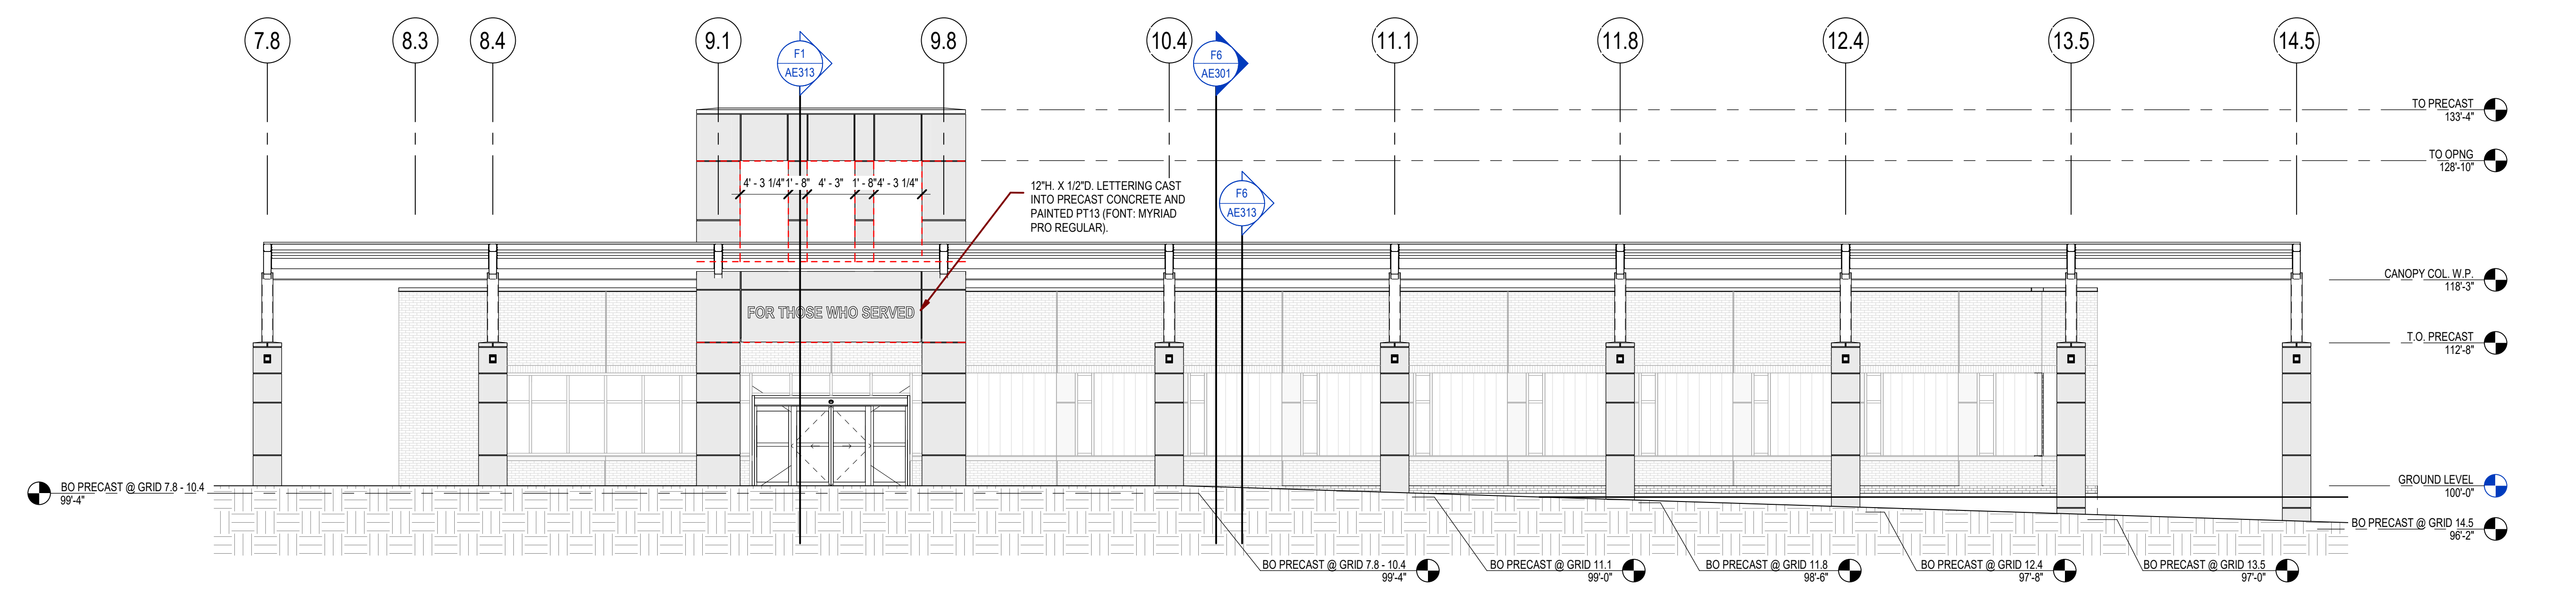 7.8
8.3
8.4
9.1
9.8
10.4
11.1
11.8
12.4
13.5
14.5
F1
AE313
F6
AE301
F6
AE313
TO PRECAST
133'-4"
TO OPNG
128'-10"
4' - 3 1/4"
1' - 8"
4' - 3"
1' - 8"
4' - 3 1/4"
12"H. X 1/2"D. LETTERING CAST
INTO PRECAST CONCRETE AND
PAINTED PT13 (FONT: MYRIAD
PRO REGULAR).
CANOPY COL. W.P.
118'-3"
FOR THOSE WHO SERVED
T.O. PRECAST
112'-8"
BO PRECAST @ GRID 7.8 - 10.4
99'-4"
GROUND LEVEL
100'-0"
BO PRECAST @ GRID 14.5
96'-2"
BO PRECAST @ GRID 7.8 - 10.4
99'-4"
BO PRECAST @ GRID 11.1
99'-0"
BO PRECAST @ GRID 11.8
98'-6"
BO PRECAST @ GRID 12.4
97'-8"
BO PRECAST @ GRID 13.5
97'-0"